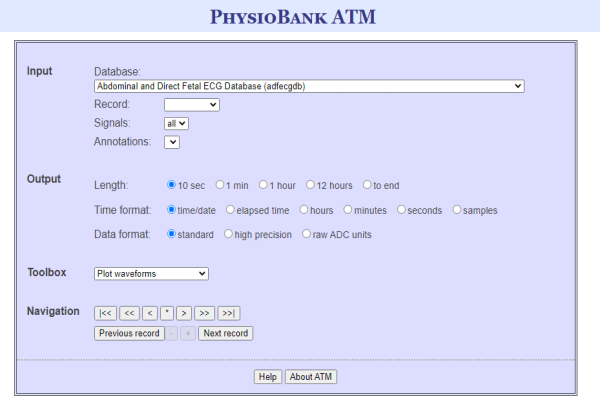 PHYSIOBANK ATM
Input
Database:
Abdominal and Direct Fetal ECG Database (adfecgdb)
Record:
Signals: all
Annotations:
Output
Length: 10 sec 1 min 1 hour 12 hours to end
Time format: time/date elapsed time hours minutes seconds samples
Data format: standard high precision raw ADC units
Toolbox Plot waveforms
Navigation |<< << < * > >> >>|
Previous record - + Next record
Help About ATM